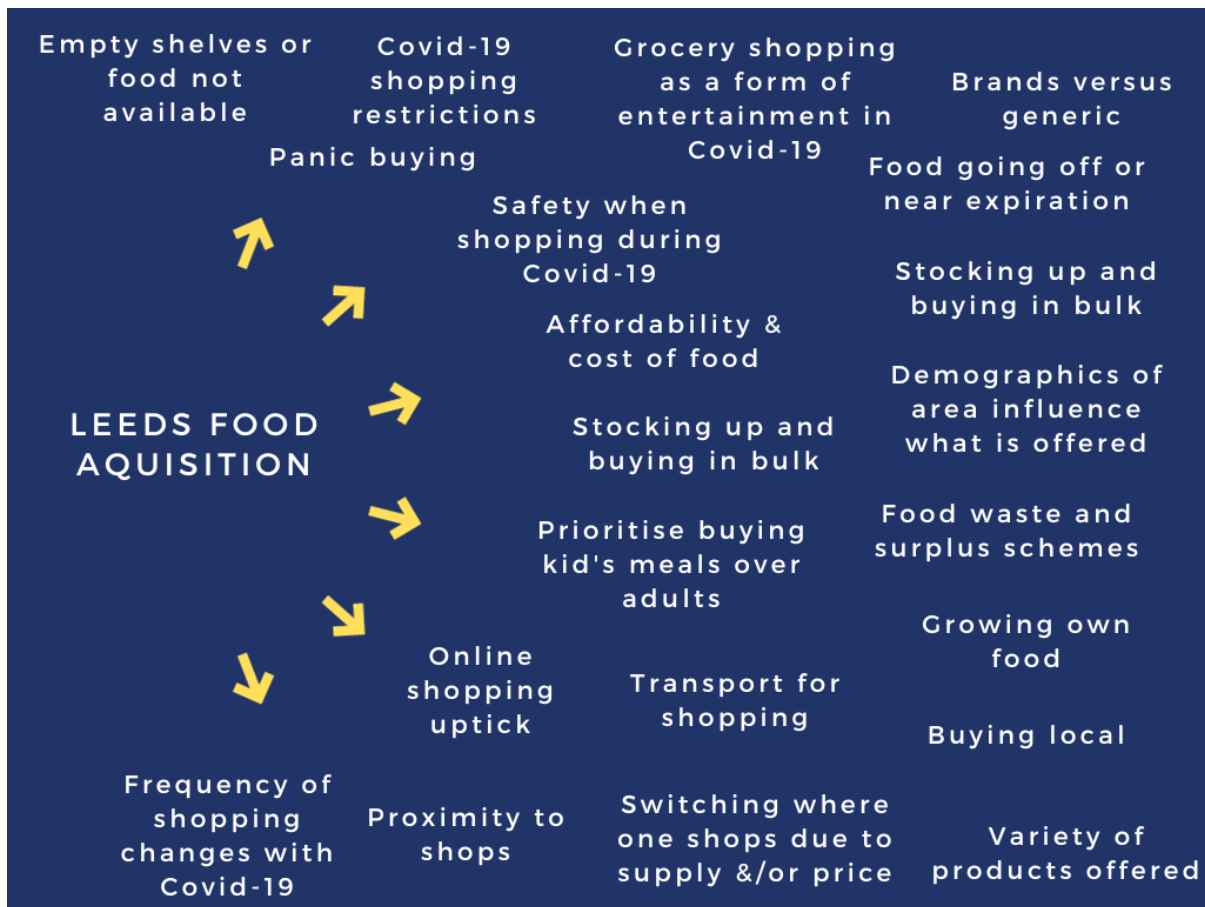 Empty shelves or
food not
available
Covid-19
shopping
restrictions
Grocery shopping
as a form of
entertainment in
Covid-19
Brands versus
generic
Panic buying
Food going off or
near expiration
Safety when
shopping during
Covid-19
Stocking up and
buying in bulk
Affordability &
cost of food
Demographics of
area influence
what is offered
LEEDS FOOD
AQUISITION
Stocking up and
buying in bulk
Food waste and
surplus schemes
Prioritise buying
kid's meals over
adults
Growing own
food
Online
shopping
uptick
Transport for
shopping
Buying local
Frequency of
shopping
changes with
Covid-19
Proximity to
shops
Switching where
one shops due to
supply &/or price
Variety of
products offered